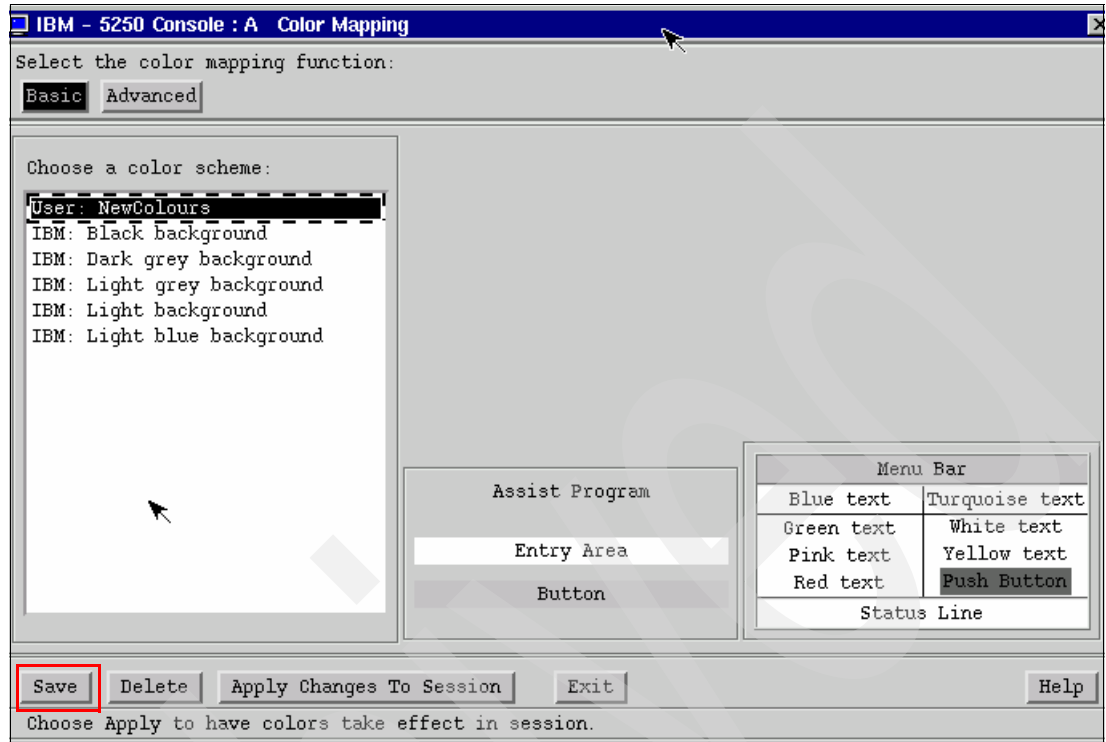 IBM - 5250 Console : A Color Mapping
Select the color mapping function:
Basic Advanced
Choose a color scheme:
User: NewColours
IBM: Black background
IBM: Dark grey background
IBM: Light grey background
IBM: Light background
IBM: Light blue background
Assist Program
Entry Area
Button
Menu Bar
Blue text Turquoise text
Green text White text
Pink text Yellow text
Red text Push Button
Status Line
Save Delete Apply Changes To Session Exit Help
Choose Apply to have colors take effect in session.